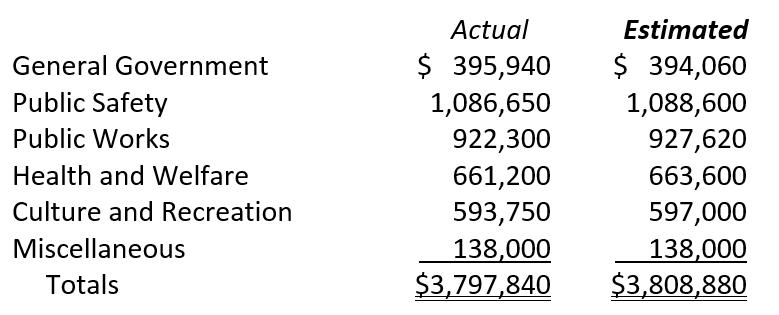 Actual Estimated
General Government $ 395,940 $ 394,060
Public Safety 1,086,650 1,088,600
Public Works 922,300 927,620
Health and Welfare 661,200 663,600
Culture and Recreation 593,750 597,000
Miscellaneous 138,000 138,000
Totals $3,797,840 $3,808,880